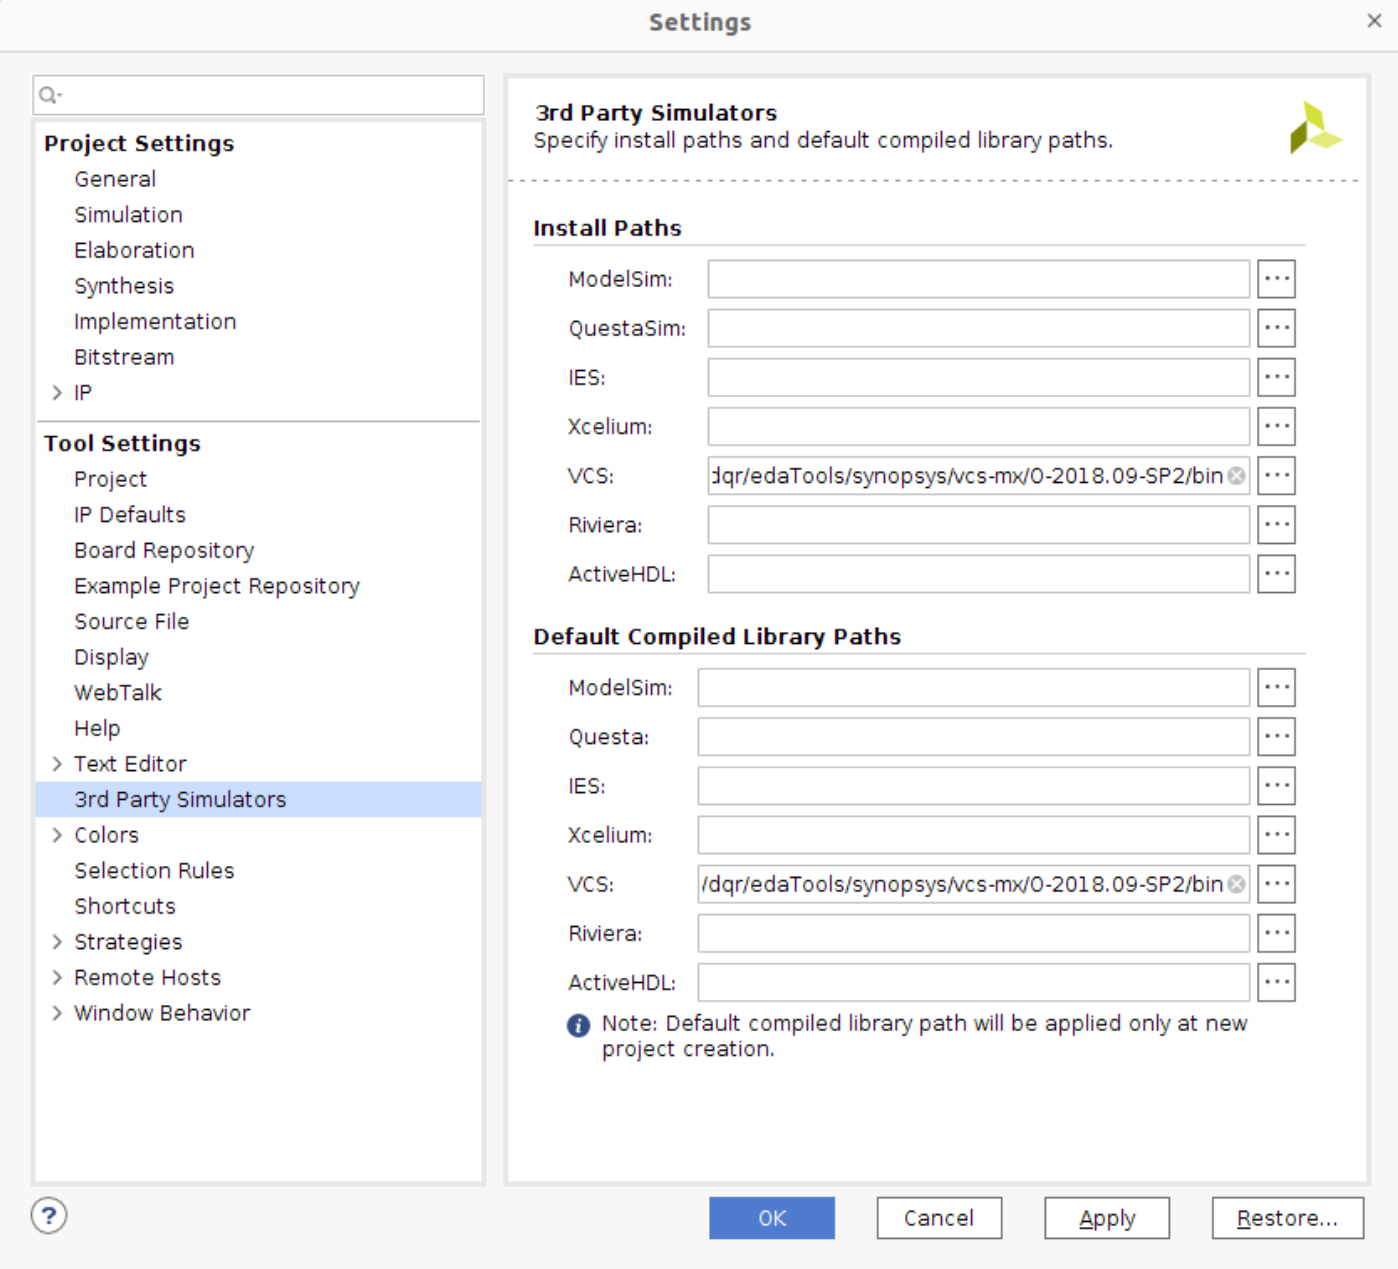 Settings
Project Settings
General
Simulation
Elaboration
Synthesis
Implementation
Bitstream
IP
Tool Settings
Project
IP Defaults
Board Repository
Example Project Repository
Source File
Display
WebTalk
Help
Text Editor
3rd Party Simulators
Colors
Selection Rules
Shortcuts
Strategies
Remote Hosts
Window Behavior
3rd Party Simulators
Specify install paths and default compiled library paths.
Install Paths
ModelSim:
QuestaSim:
IES:
Xcelium:
VCS: dqr/edaTools/synopsys/vcs-mx/O-2018.09-SP2/bin
Riviera:
ActiveHDL:
Default Compiled Library Paths
ModelSim:
Questa:
IES:
Xcelium:
VCS: /dqr/edaTools/synopsys/vcs-mx/O-2018.09-SP2/bin
Riviera:
ActiveHDL:
Note: Default compiled library path will be applied only at new
project creation.
OK Cancel Apply Restore...